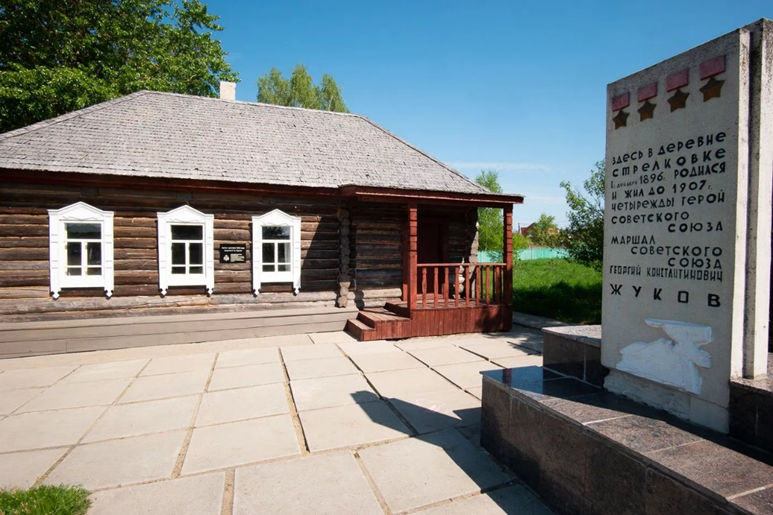 ЗДЕСЬ В ДЕРЕВНЕ
СТРЕЛКОВКЕ
1 декабря 1896г. РОДИЛСЯ
И ЖИЛ ДО 1907г.
ЧЕТЫРЕЖДЫ ГЕРОЙ
СОВЕТСКОГО
СОЮЗА
МАРШАЛ
СОВЕТСКОГО
СОЮЗА
ГЕОРГИЙ КОНСТАНТИНОВИЧ
ЖУКОВ